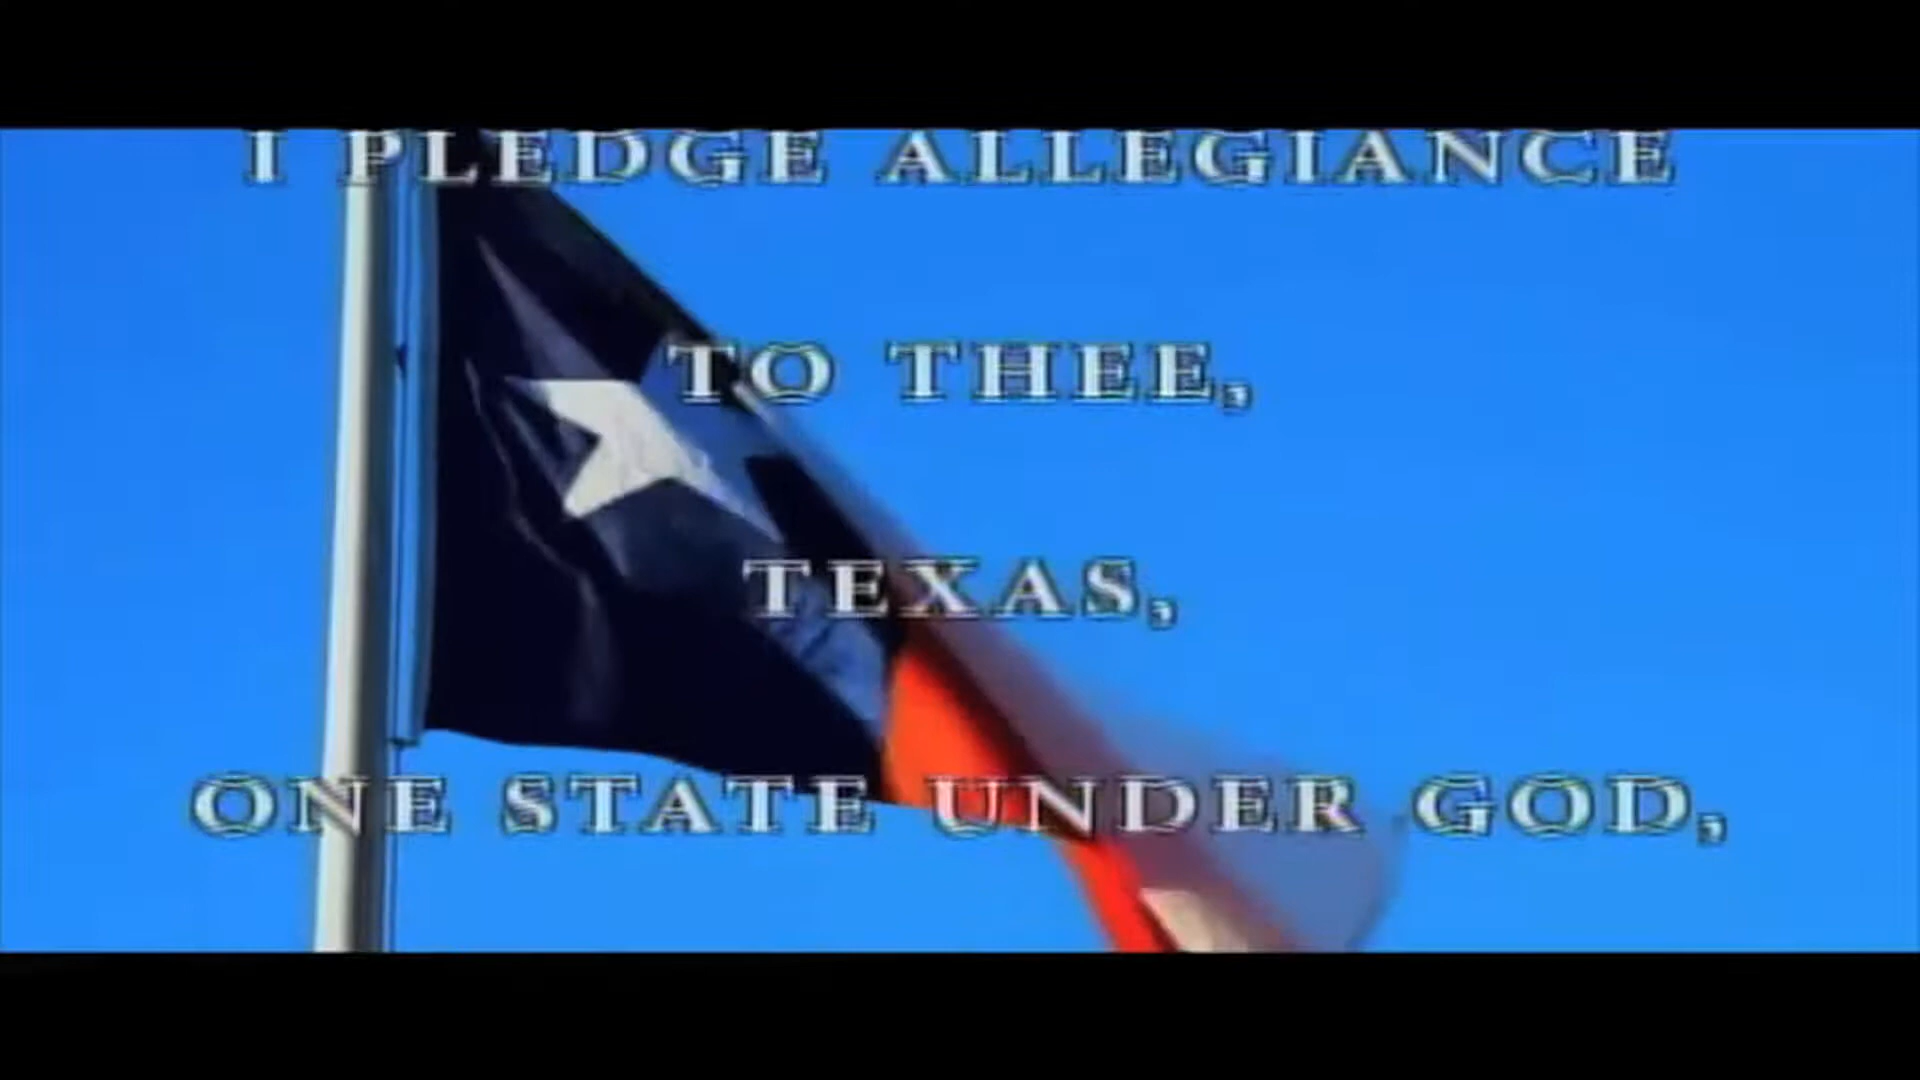 I PLEDGE ALLEGIANCE
TO THEE,
TEXAS,
ONE STATE UNDER GOD,